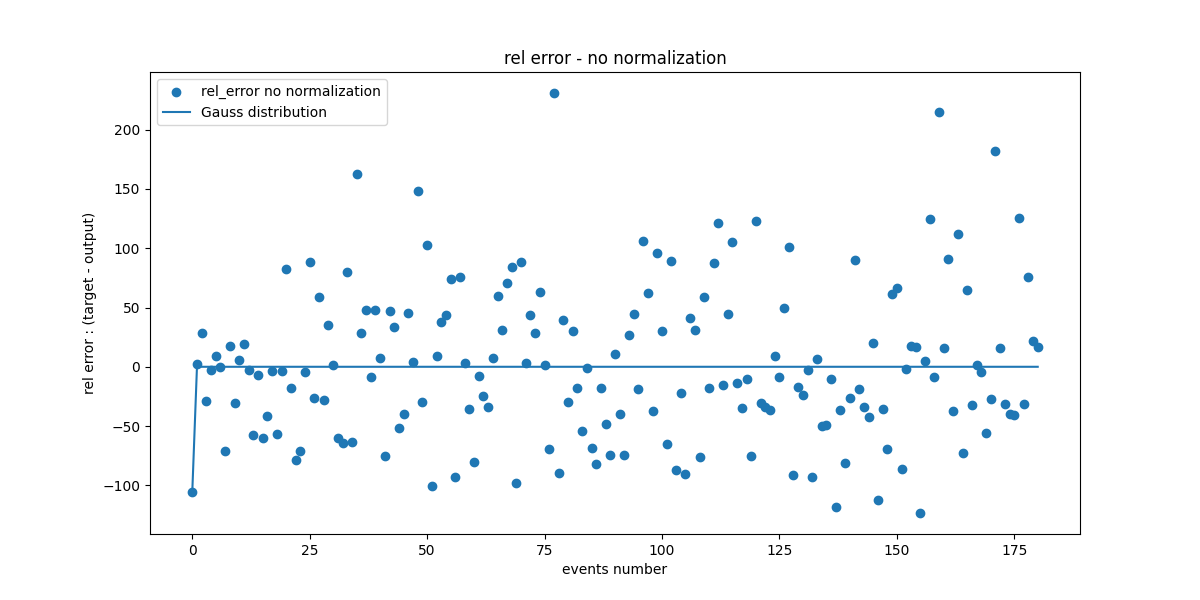 rel error - no normalization
rel_error no normalization
Gauss distribution
rel error : (target - output)
200
150
100
50
0
−50
−100
0 25 50 75 100 125 150 175
events number